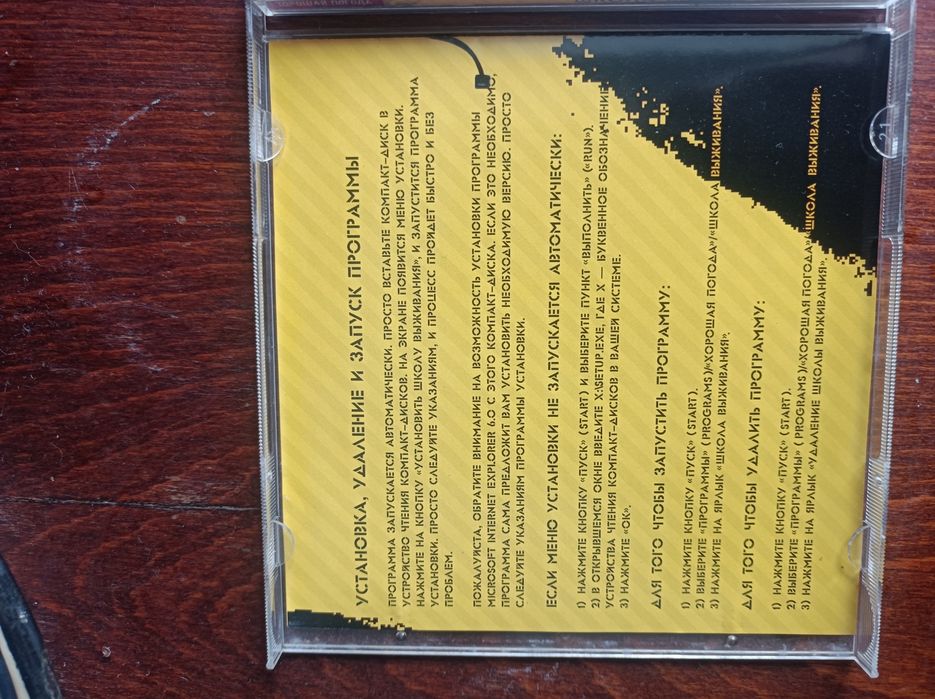 УСТАНОВКА, УДАЛЕНИЕ И ЗАПУСК ПРОГРАММЫ
ПРОГРАММА ЗАПУСКАЕТСЯ АВТОМАТИЧЕСКИ. ПРОСТО ВСТАВЬТЕ КОМПАКТ-ДИСК В
УСТРОЙСТВО ЧТЕНИЯ КОМПАКТ-ДИСКОВ. НА ЭКРАНЕ ПОЯВИТСЯ МЕНЮ УСТАНОВКИ.
НАЖМИТЕ НА КНОПКУ «УСТАНОВИТЬ ШКОЛУ ВЫЖИВАНИЯ», И ЗАПУСТИТСЯ ПРОГРАММА
УСТАНОВКИ. ПРОСТО СЛЕДУЙТЕ УКАЗАНИЯМ, И ПРОЦЕСС ПРОЙДЕТ БЫСТРО И БЕЗ
ПРОБЛЕМ.
ПОЖАЛУЙСТА, ОБРАТИТЕ ВНИМАНИЕ НА ВОЗМОЖНОСТЬ УСТАНОВКИ ПРОГРАММЫ
MICROSOFT INTERNET EXPLORER 6.0 С ЭТОГО КОМПАКТ-ДИСКА. ЕСЛИ ЭТО НЕОБХОДИМО,
ПРОГРАММА САМА ПРЕДЛОЖИТ ВАМ УСТАНОВИТЬ НЕОБХОДИМУЮ ВЕРСИЮ. ПРОСТО
СЛЕДУЙТЕ УКАЗАНИЯМ ПРОГРАММЫ УСТАНОВКИ.
ЕСЛИ МЕНЮ УСТАНОВКИ НЕ ЗАПУСКАЕТСЯ АВТОМАТИЧЕСКИ:
1) НАЖМИТЕ КНОПКУ «ПУСК» (START) И ВЫБЕРИТЕ ПУНКТ «ВЫПОЛНИТЬ» («RUN»).
2) В ОТКРЫВШЕМСЯ ОКНЕ ВВЕДИТЕ X:\SETUP.EXE, ГДЕ X — БУКВЕННОЕ ОБОЗНАЧЕНИЕ
УСТРОЙСТВА ЧТЕНИЯ КОМПАКТ-ДИСКОВ В ВАШЕЙ СИСТЕМЕ.
3) НАЖМИТЕ «ОК».
ДЛЯ ТОГО ЧТОБЫ ЗАПУСТИТЬ ПРОГРАММУ:
1) НАЖМИТЕ КНОПКУ «ПУСК» (START).
2) ВЫБЕРИТЕ «ПРОГРАММЫ» (PROGRAMS)/«ХОРОШАЯ ПОГОДА»/«ШКОЛА ВЫЖИВАНИЯ».
3) НАЖМИТЕ НА ЯРЛЫК «ШКОЛА ВЫЖИВАНИЯ».
ДЛЯ ТОГО ЧТОБЫ УДАЛИТЬ ПРОГРАММУ:
1) НАЖМИТЕ КНОПКУ «ПУСК» (START).
2) ВЫБЕРИТЕ «ПРОГРАММЫ» (PROGRAMS)/«ХОРОШАЯ ПОГОДА»/«ШКОЛА ВЫЖИВАНИЯ».
3) НАЖМИТЕ НА ЯРЛЫК «УДАЛЕНИЕ ШКОЛЫ ВЫЖИВАНИЯ».